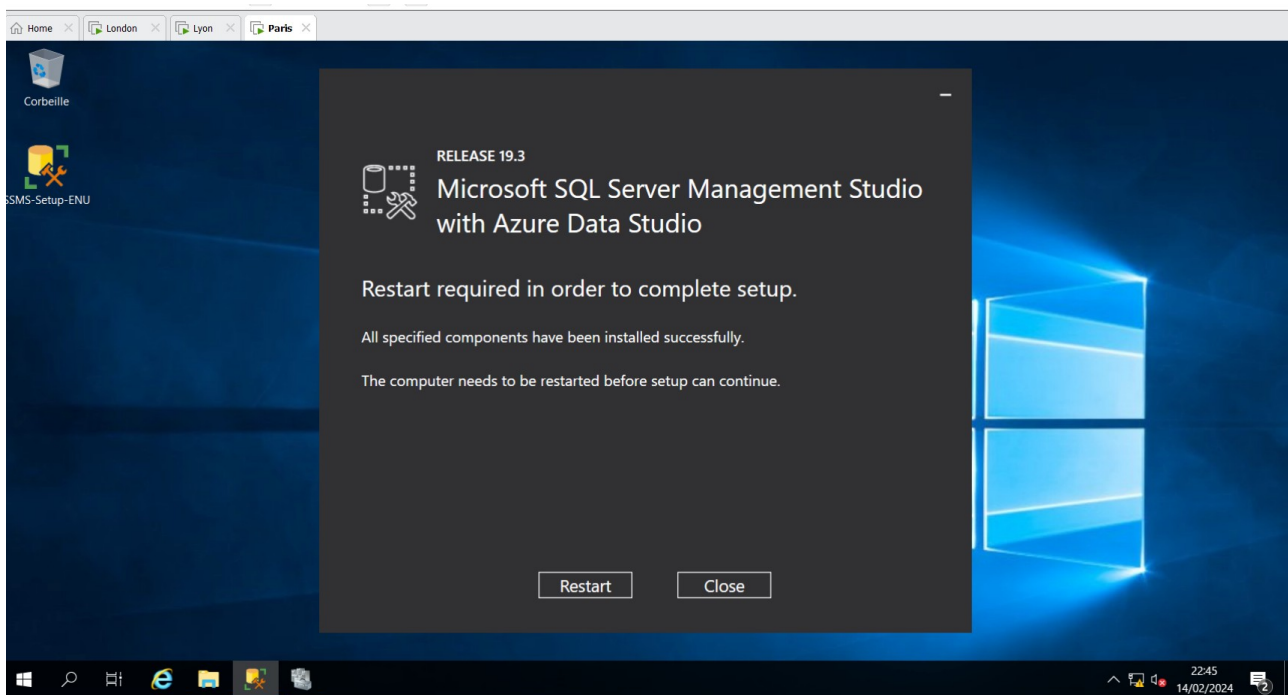 Home
London
Lyon
Paris
Corbeille
SSMS-Setup-ENU
RELEASE 19.3
Microsoft SQL Server Management Studio
with Azure Data Studio
Restart required in order to complete setup.
All specified components have been installed successfully.
The computer needs to be restarted before setup can continue.
Restart
Close
22:45
14/02/2024
2